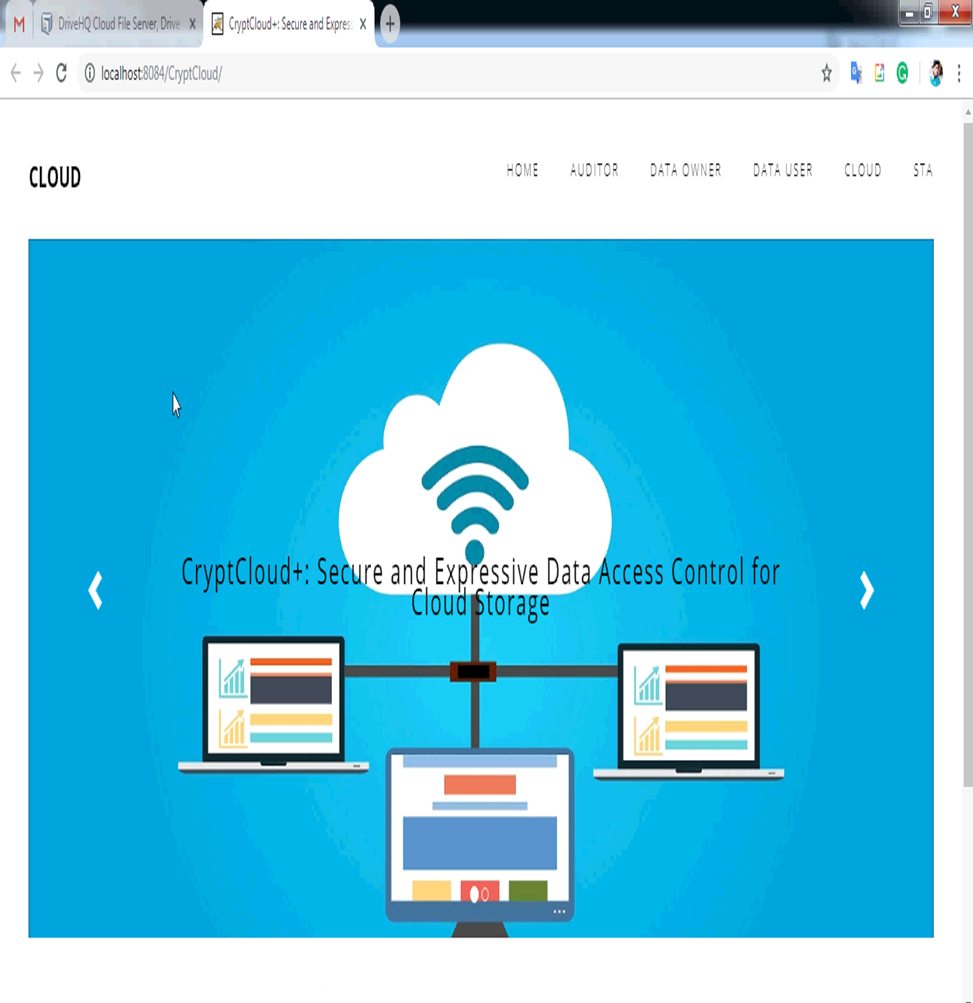 DriveHQ Cloud File Server, Drive
CryptCloud+: Secure and Express
localhost:8084/CryptCloud/
CLOUD
HOME AUDITOR DATA OWNER DATA USER CLOUD STA
CryptCloud+: Secure and Expressive Data Access Control for
Cloud Storage